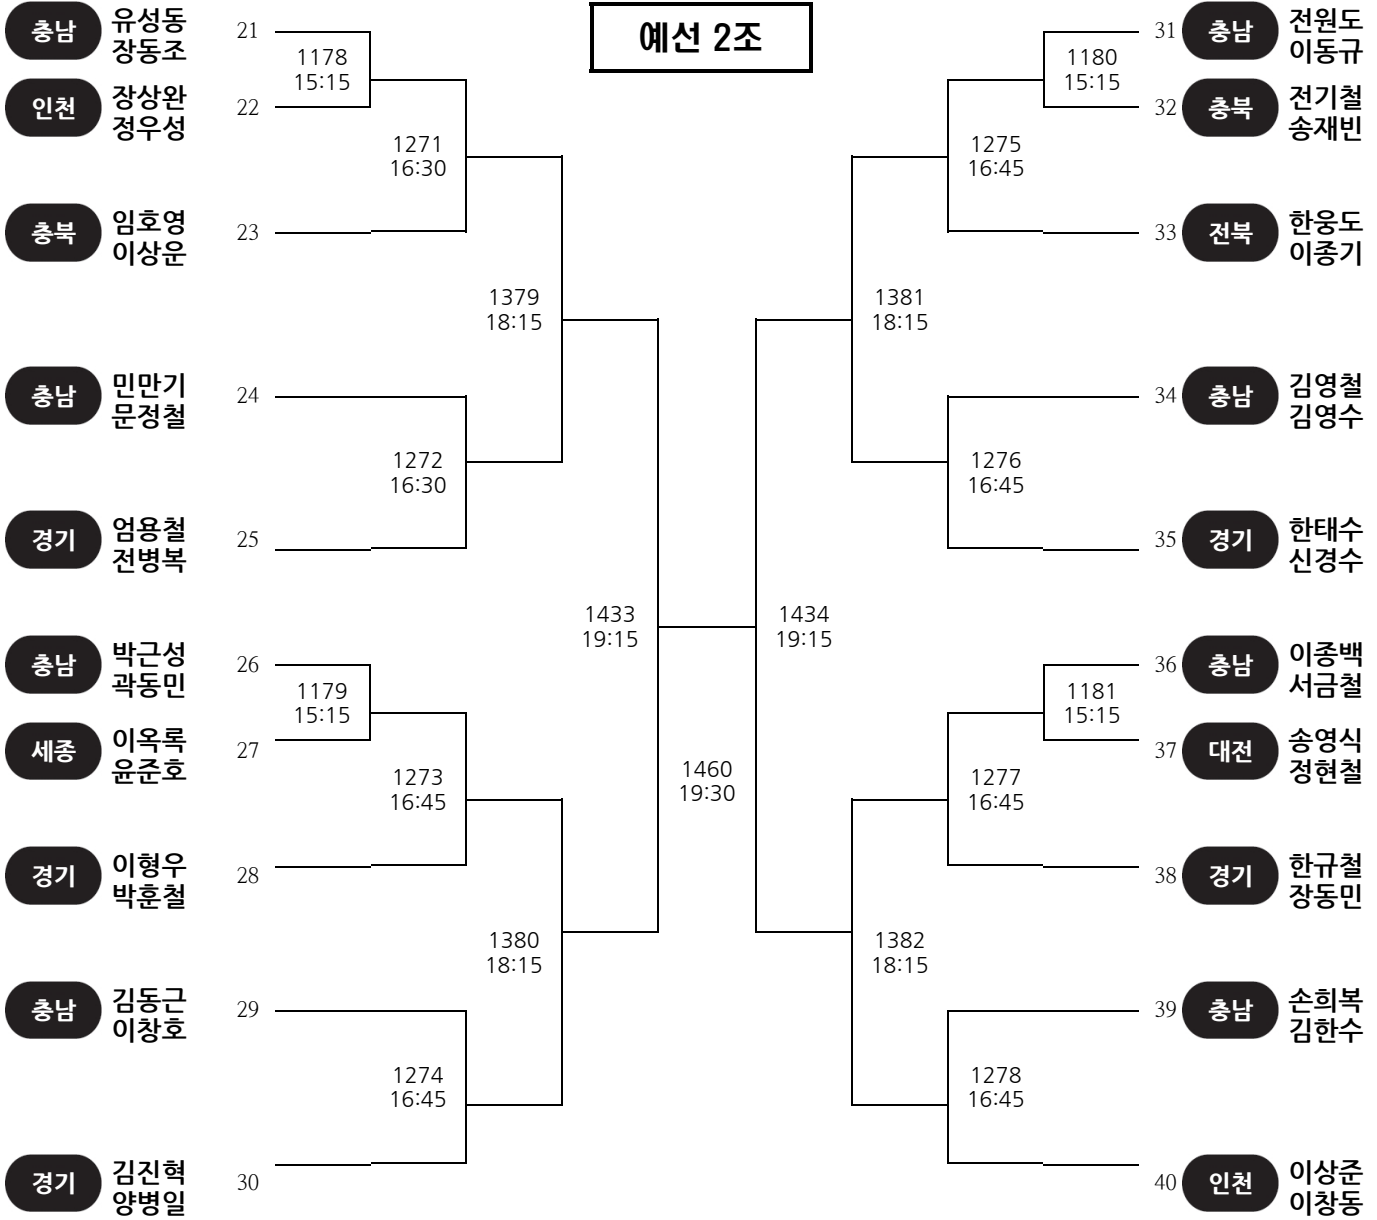 예선 2조
충남
유성동
장동조
21
1178
15:15
인천
장상완
정우성
22
1271
16:30
충북
임호영
이상운
23
1379
18:15
충남
민만기
문정철
24
1272
16:30
경기
엄용철
전병복
25
1433
19:15
충남
박근성
곽동민
26
1179
15:15
세종
이옥록
윤준호
27
1273
16:45
경기
이형우
박훈철
28
1380
18:15
충남
김동근
이창호
29
1274
16:45
경기
김진혁
양병일
30
1460
19:30
31
충남
전원도
이동규
1180
15:15
32
충북
전기철
송재빈
1275
16:45
33
전북
한웅도
이종기
1381
18:15
34
충남
김영철
김영수
1276
16:45
35
경기
한태수
신경수
1434
19:15
36
충남
이종백
서금철
1181
15:15
37
대전
송영식
정현철
1277
16:45
38
경기
한규철
장동민
1382
18:15
39
충남
손희복
김한수
1278
16:45
40
인천
이상준
이창동